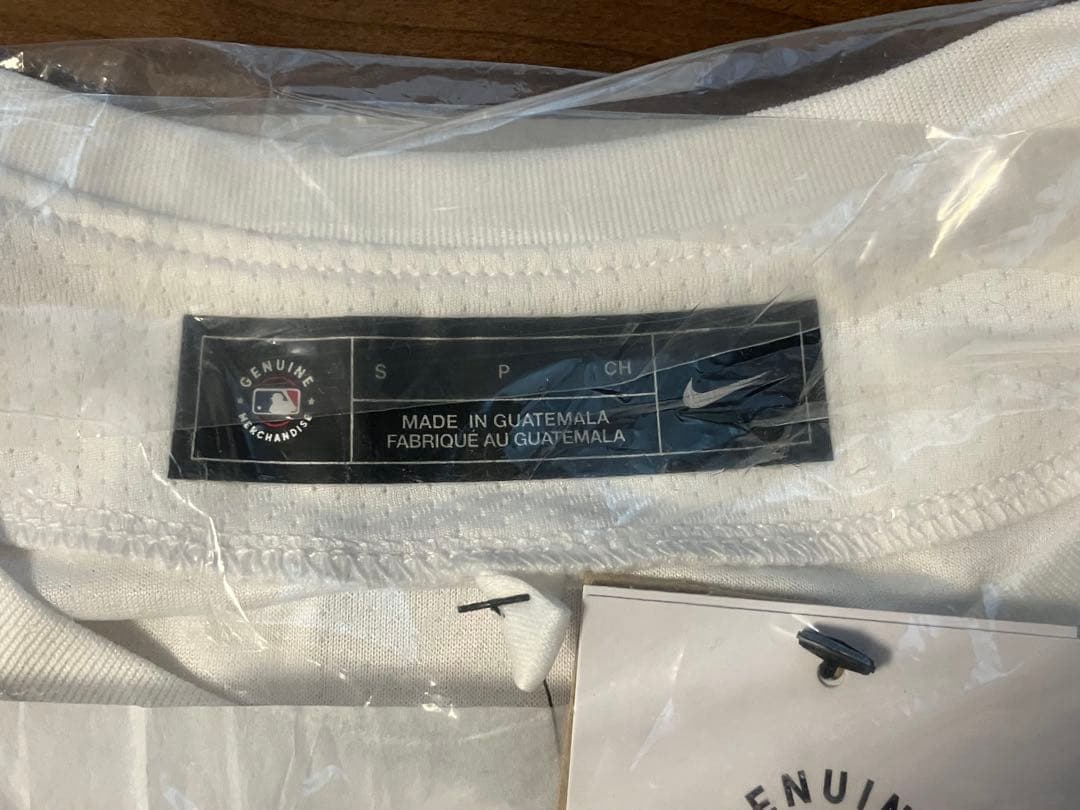 GENUINE
MERCHANDISE
S P CH
MADE IN GUATEMALA
FABRIQUÉ AU GUATEMALA
ENUIN